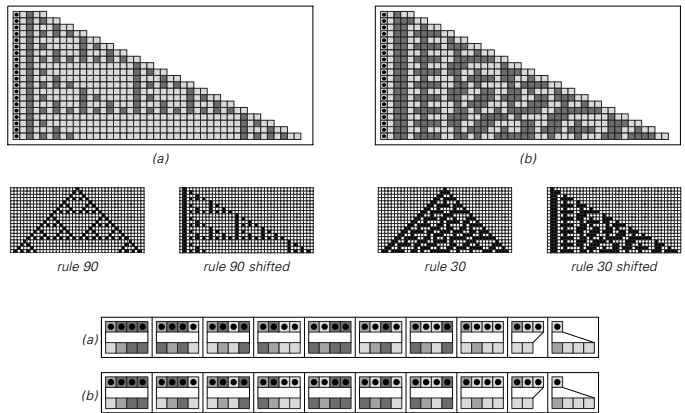 (a)
(b)
rule 90
rule 90 shifted
rule 30
rule 30 shifted
(a)
(b)